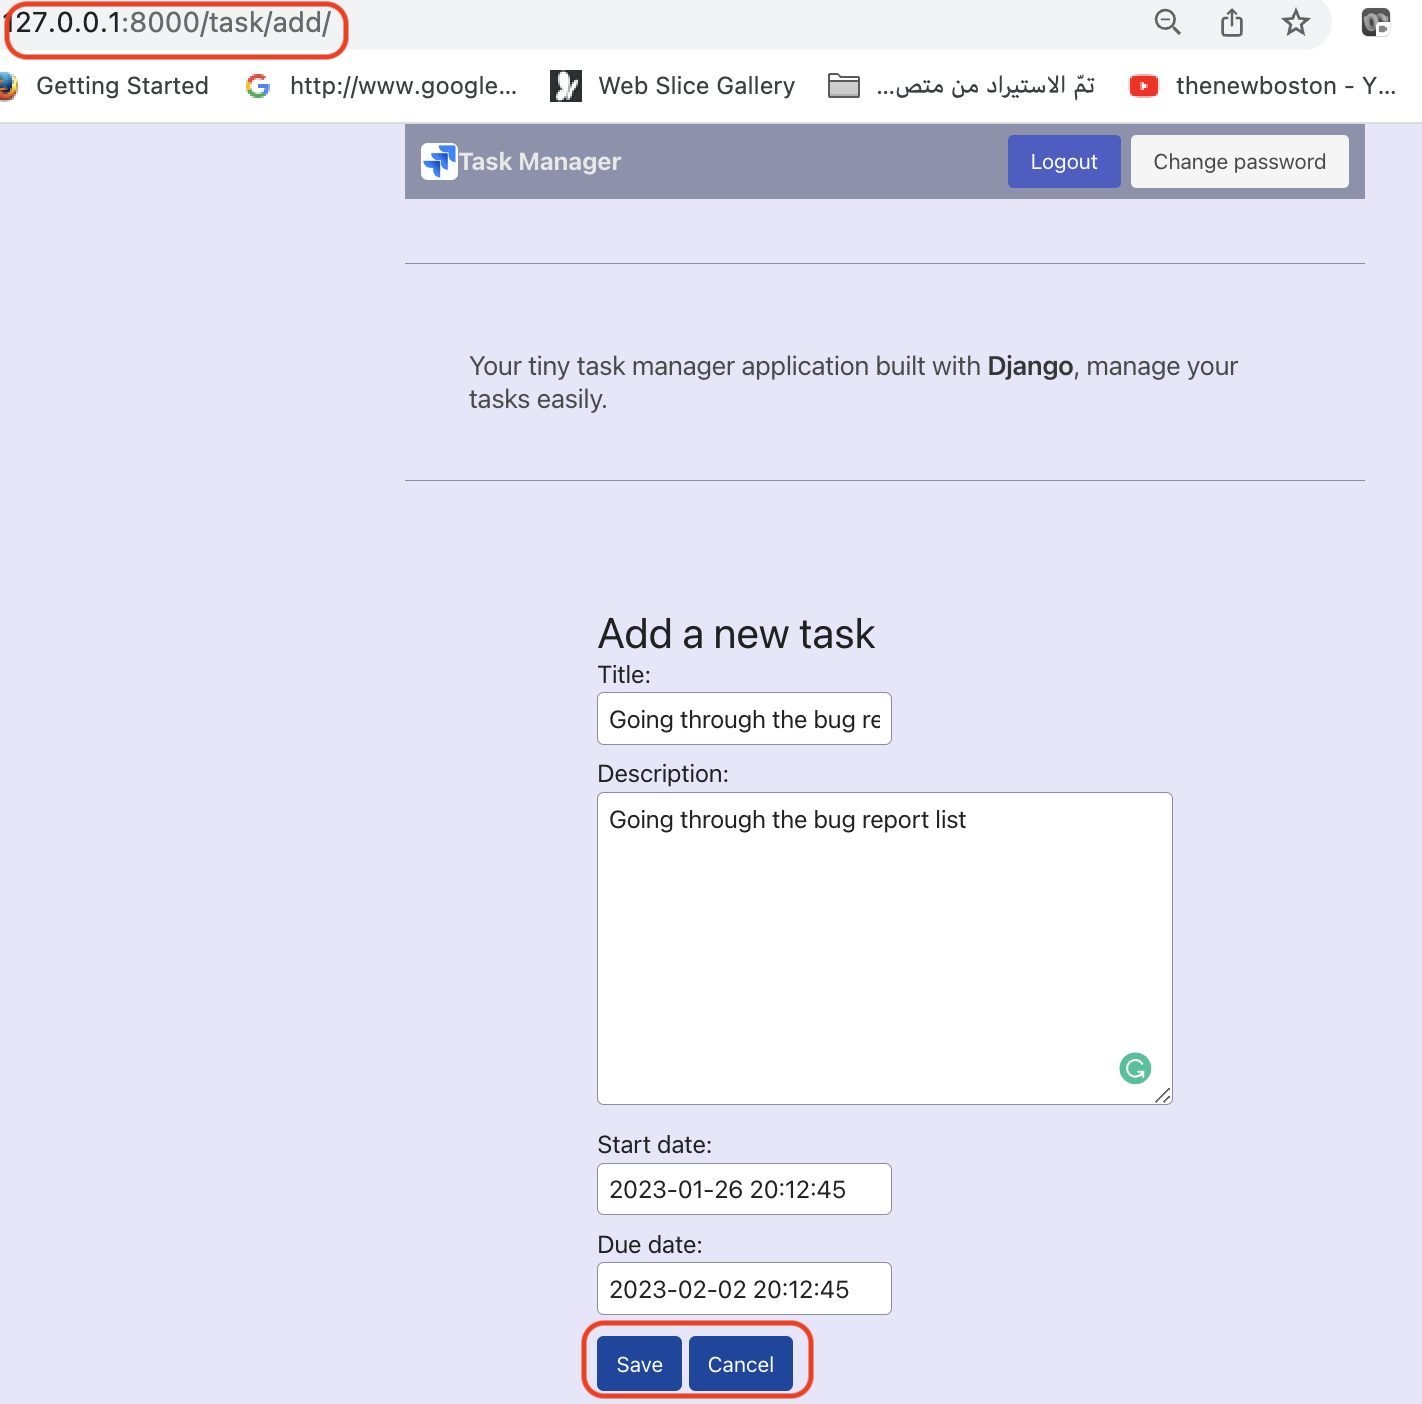 127.0.0.1:8000/task/add/
Getting Started
http://www.google...
Web Slice Gallery
تمّ الاستيراد من متص...
thenewboston - Y...
Task Manager
Logout
Change password
Your tiny task manager application built with Django, manage your
tasks easily.
Add a new task
Title:
Going through the bug re
Description:
Going through the bug report list
Start date:
2023-01-26 20:12:45
Due date:
2023-02-02 20:12:45
Save
Cancel